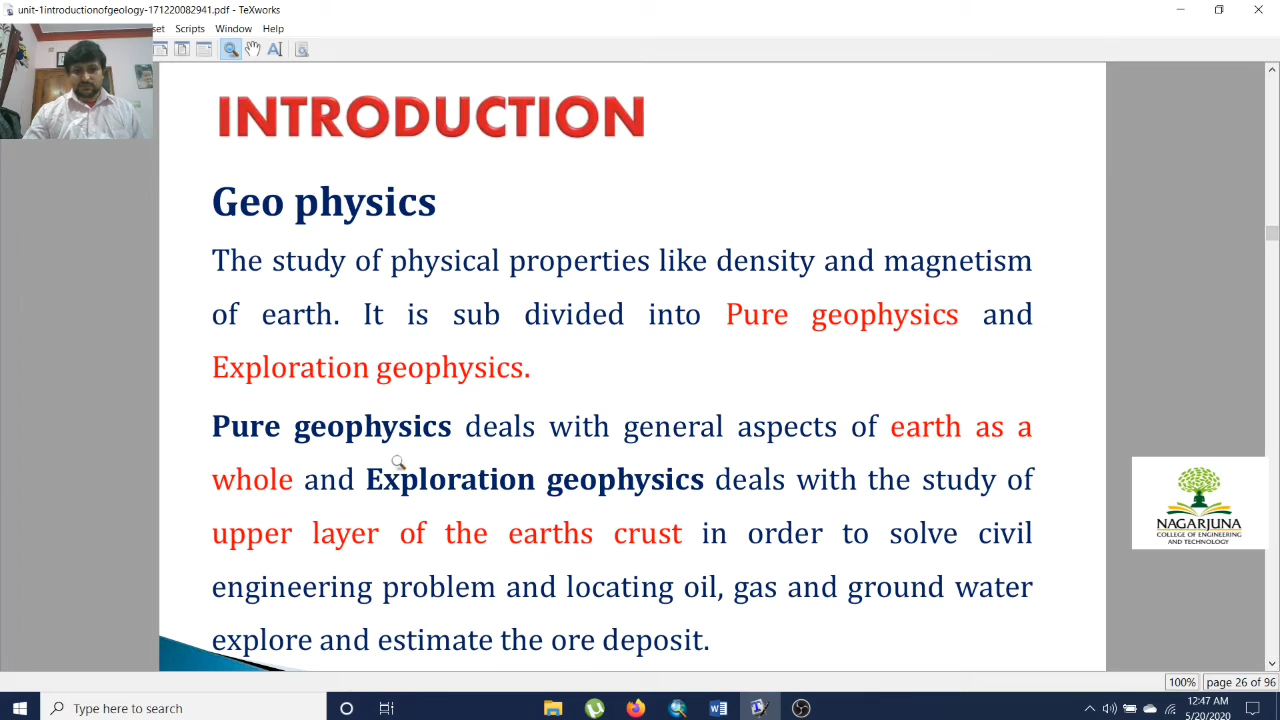 unit-1introductionofgeology-171220082941.pdf - TeXworks
set Scripts Window Help
INTRODUCTION
Geo physics
The study of physical properties like density and magnetism
of earth. It is sub divided into Pure geophysics and
Exploration geophysics.
Pure geophysics deals with general aspects of earth as a
whole and Exploration geophysics deals with the study of
upper layer of the earths crust in order to solve civil
engineering problem and locating oil, gas and ground water
explore and estimate the ore deposit.
NAGARJUNA
COLLEGE OF ENGINEERING
AND TECHNOLOGY
100% page 26 of 96
Type here to search
12:47 AM
5/20/2020